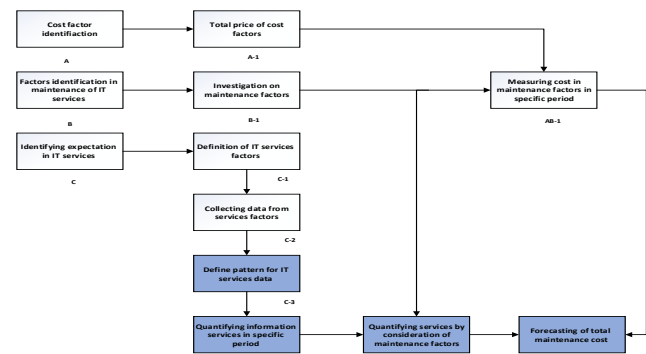 Cost factor
identifiaction
A
Total price of cost
factors
A-1
Factors identification in
maintenance of IT
services
B
Investigation on
maintenance factors
B-1
Measuring cost in
maintenance factors in
specific period
AB-1
Identifying expectation
in IT services
C
Definition of IT services
factors
C-1
Collecting data from
services factors
C-2
Define pattern for IT
services data
C-3
Quantifying information
services in specific
period
Quantifying services by
consideration of
maintenance factors
Forecasting of total
maintenance cost